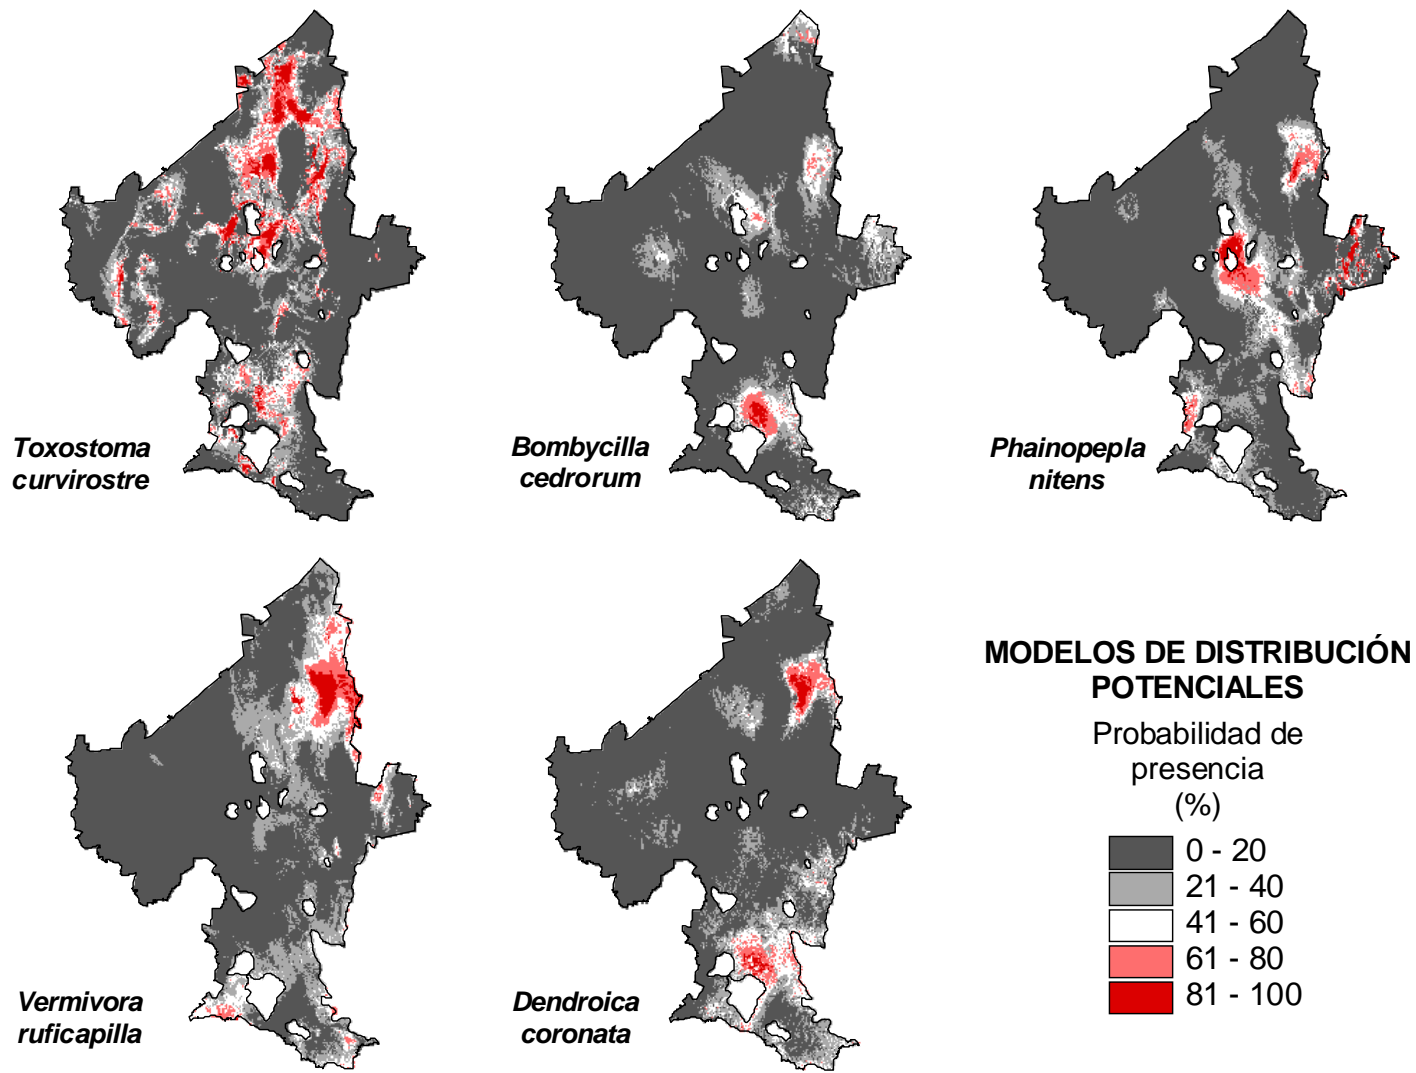 Toxostoma
curvirostre
Bombycilla
cedrorum
Phainopepla
nitens
Vermivora
ruficapilla
Dendroica
coronata
MODELOS DE DISTRIBUCIÓN
POTENCIALES
Probabilidad de
presencia
(%)
0 - 20
21 - 40
41 - 60
61 - 80
81 - 100